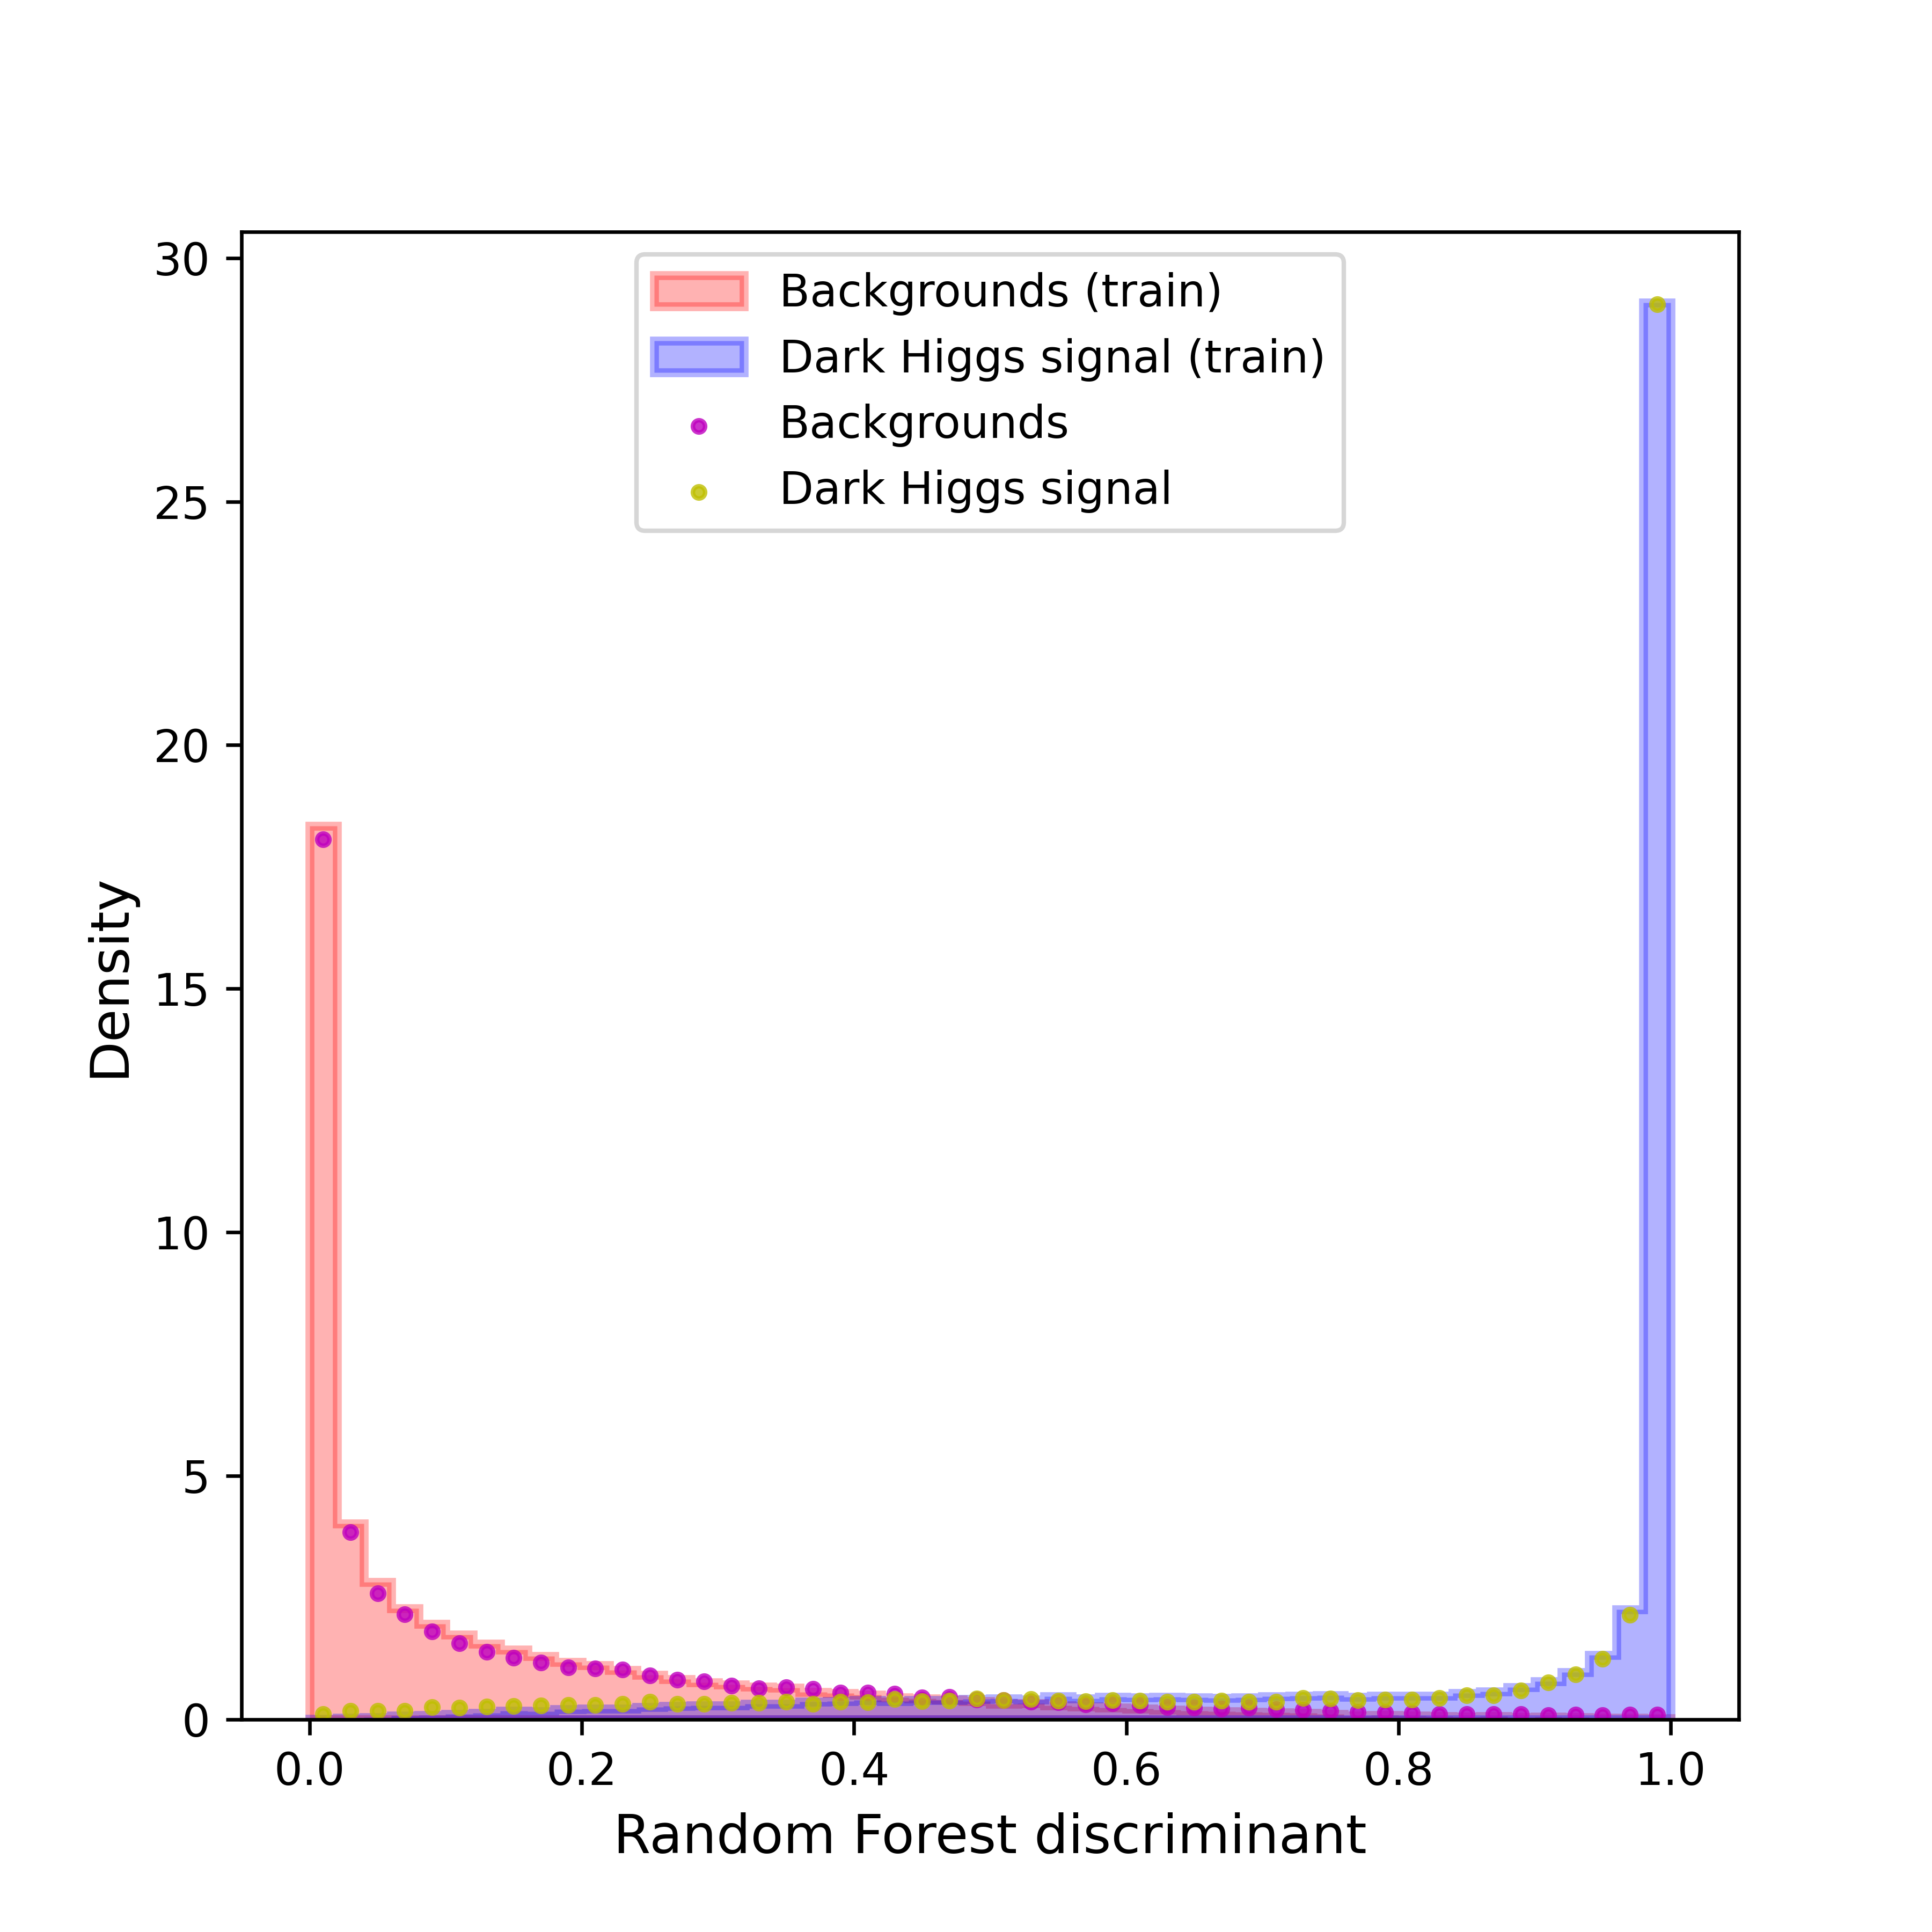 Backgrounds (train)
Dark Higgs signal (train)
Backgrounds
Dark Higgs signal
30
25
20
15
10
5
0
Density
0.0 0.2 0.4 0.6 0.8 1.0
Random Forest discriminant